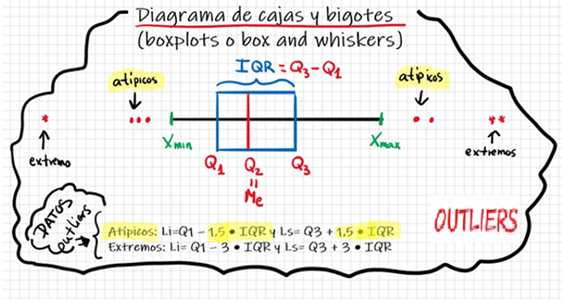 Diagrama de cajas y bigotes
(boxplots o box and whiskers)
IQR = Q3 - Q1
atípicos
atípicos
extremo
Xmin
Xmax
extremos
Q1
Q2
Q3
=
Me
DATOS
outliers
OUTLIERS
Atípicos: Li=Q1 - 1,5 • IQR y Ls= Q3 + 1,5 • IQR
Extremos: Li= Q1 - 3 • IQR y Ls= Q3 + 3 • IQR